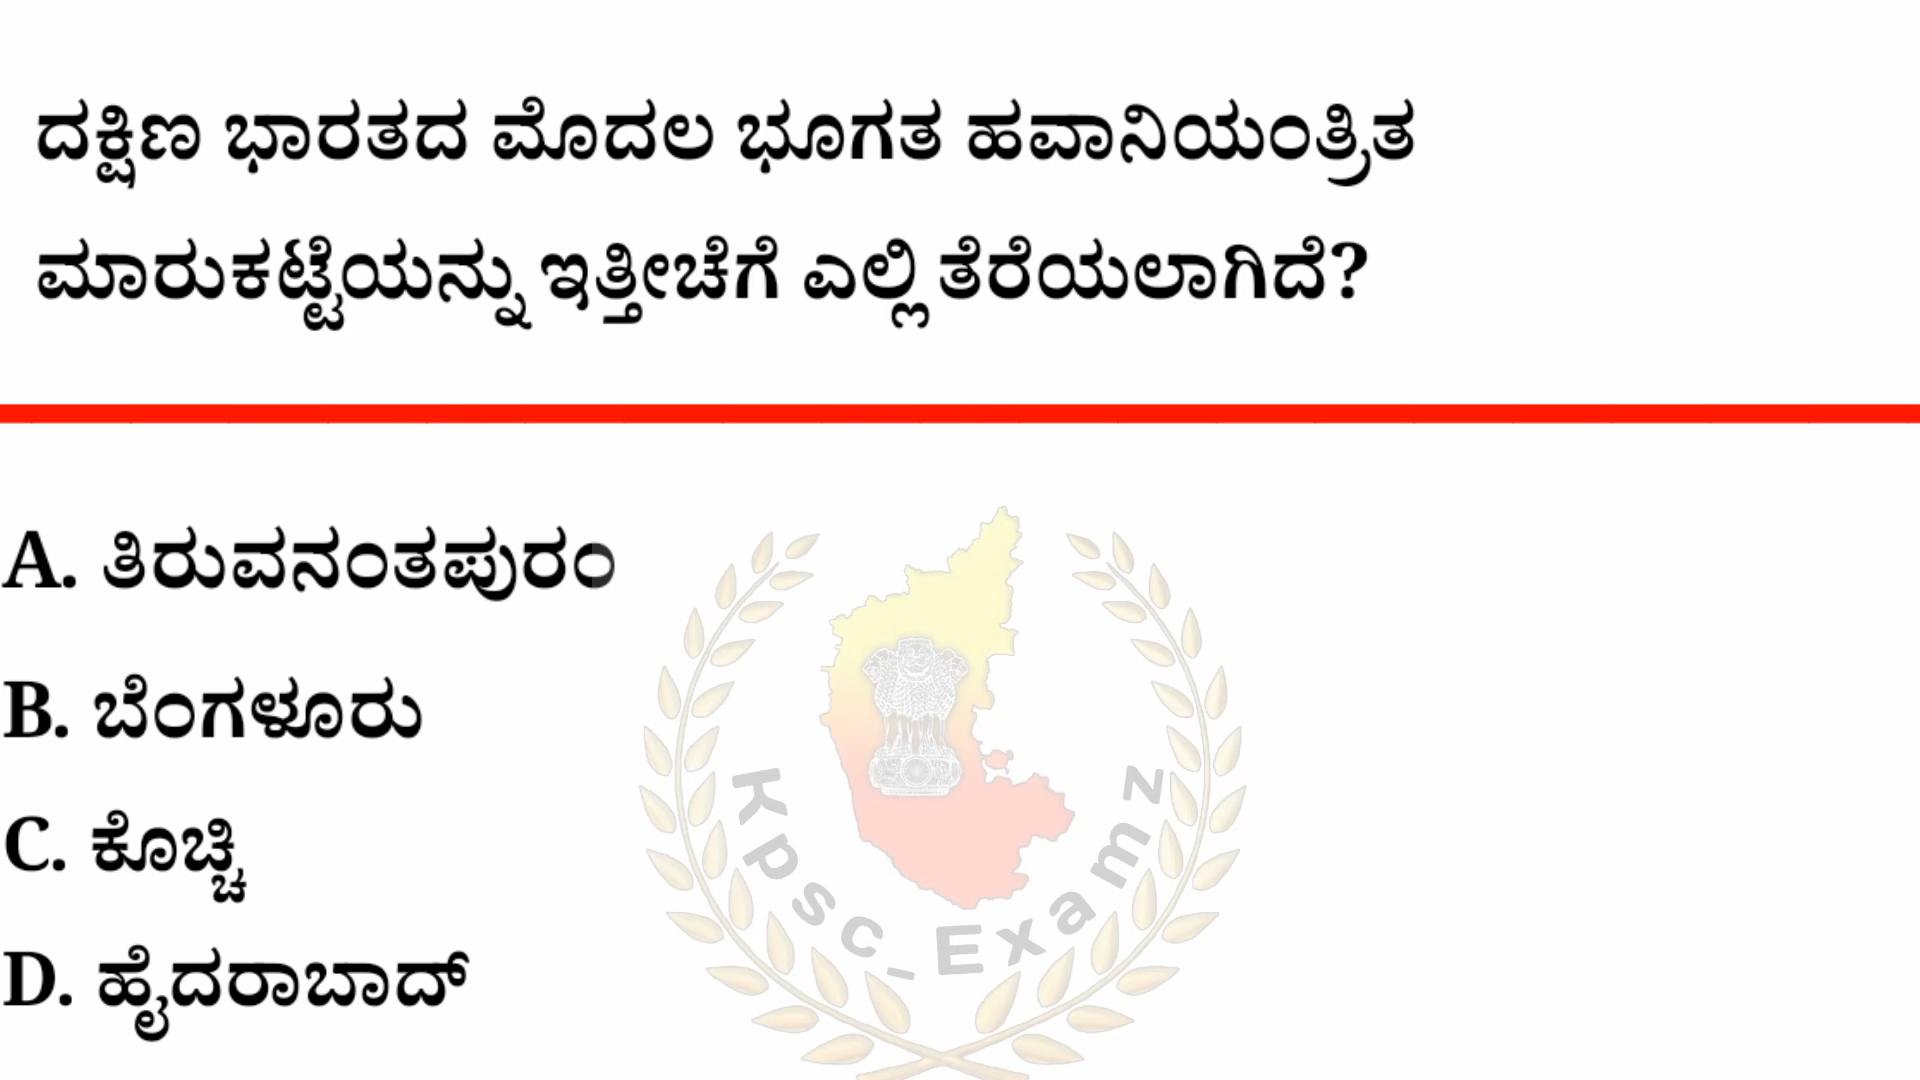 ದಕ್ಷಿಣ ಭಾರತದ ಮೊದಲ ಭೂಗತ ಹವಾನಿಯಂತ್ರಿತ
ಮಾರುಕಟ್ಟೆಯನ್ನು ಇತ್ತೀಚೆಗೆ ಎಲ್ಲಿ ತೆರೆಯಲಾಗಿದೆ?
A. ತಿರುವನಂತಪುರಂ
B. ಬೆಂಗಳೂರು
C. ಕೊಚ್ಚಿ
D. ಹೈದರಾಬಾದ್
Kpsc_Examz